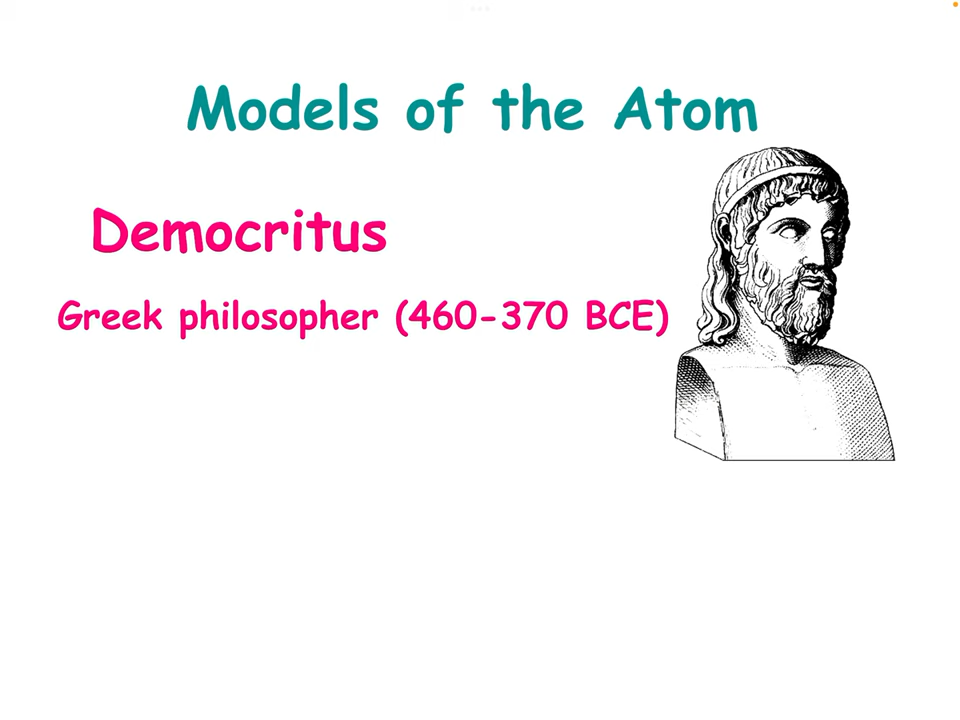 Models of the Atom
Democritus
Greek philosopher (460-370 BCE)